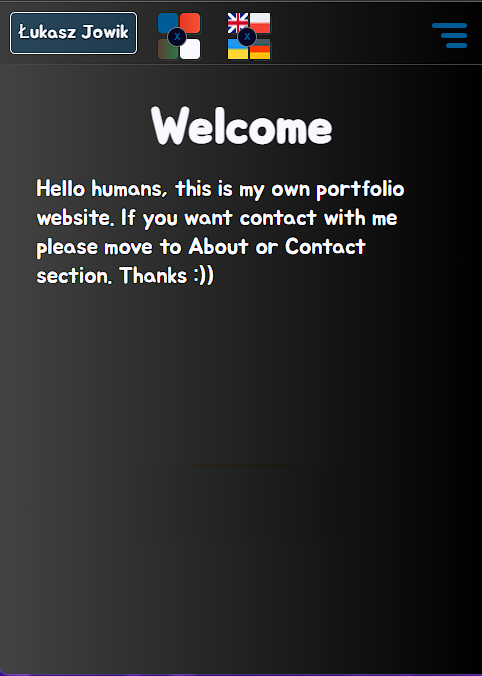 Łukasz Jowik
x
x
Welcome
Hello humans, this is my own portfolio
website. If you want contact with me
please move to About or Contact
section. Thanks :))